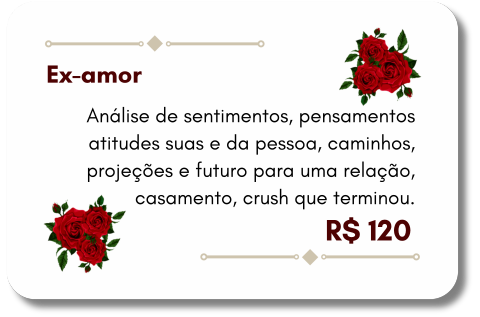 Ex-amor
Análise de sentimentos, pensamentos
atitudes suas e da pessoa, caminhos,
projeções e futuro para uma relação,
casamento, crush que terminou.
R$ 120